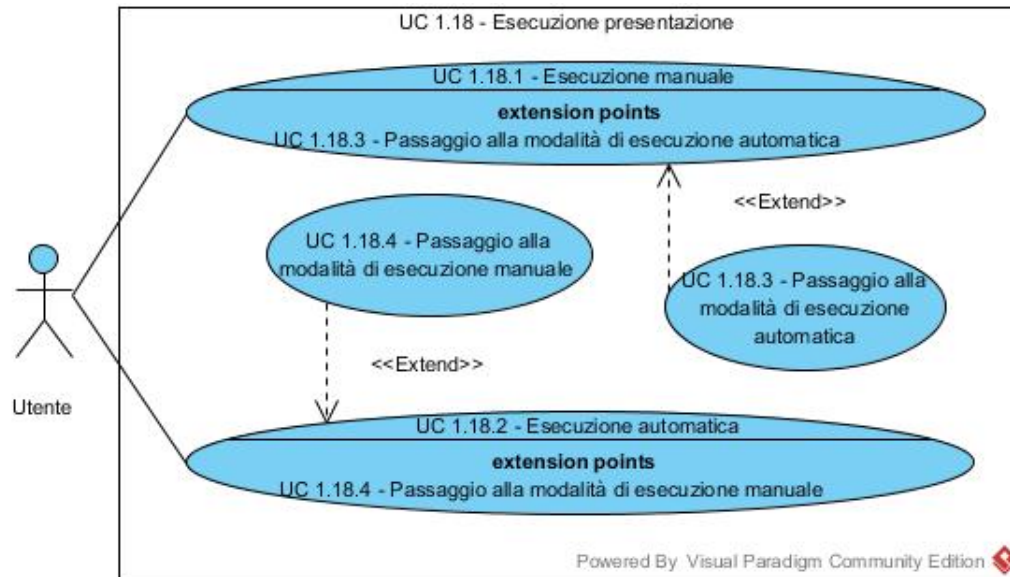 UC 1.18 - Esecuzione presentazione
UC 1.18.1 - Esecuzione manuale
extension points
UC 1.18.3 - Passaggio alla modalità di esecuzione automatica
<<Extend>>
UC 1.18.4 - Passaggio alla
modalità di esecuzione manuale
UC 1.18.3 - Passaggio alla
modalità di esecuzione
automatica
<<Extend>>
Utente
UC 1.18.2 - Esecuzione automatica
extension points
UC 1.18.4 - Passaggio alla modalità di esecuzione manuale
Powered By Visual Paradigm Community Edition